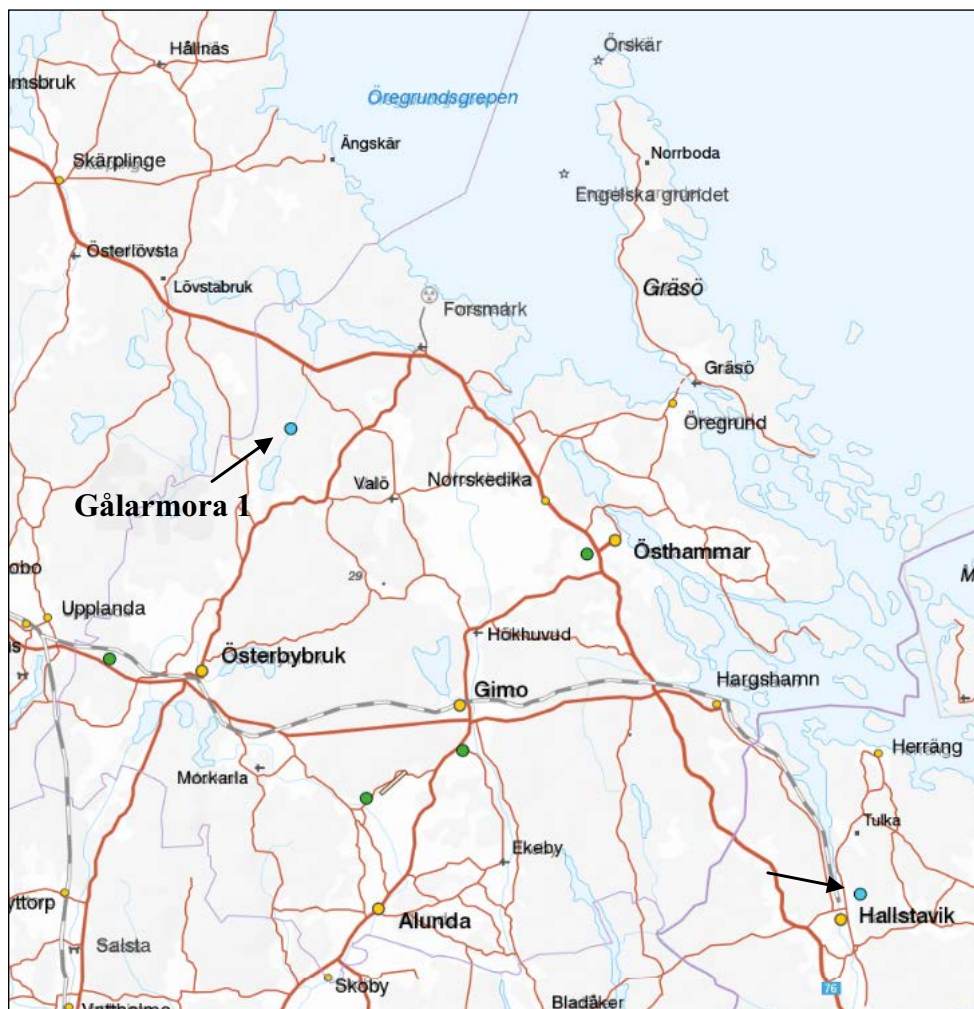 Hållnäs
Örskär
lmsbruk
Öregrundsgrepen
Ängskär
Norrboda
Skärplinge
Engelska grundet
Österlövsta
Lövstabruk
Gräsö
Forsmark
Gräsö
Öregrund
Gålarmora 1
Valö
Norrskedika
Östhammar
29
obo
M
Upplanda
Hökhuvud
s
Österbybruk
Gimo
Hargshamn
Herräng
Morkarla
Tulka
Ekeby
yttorp
Alunda
Hallstavik
Salsta
Skoby
76
Bladåker
Vattholma